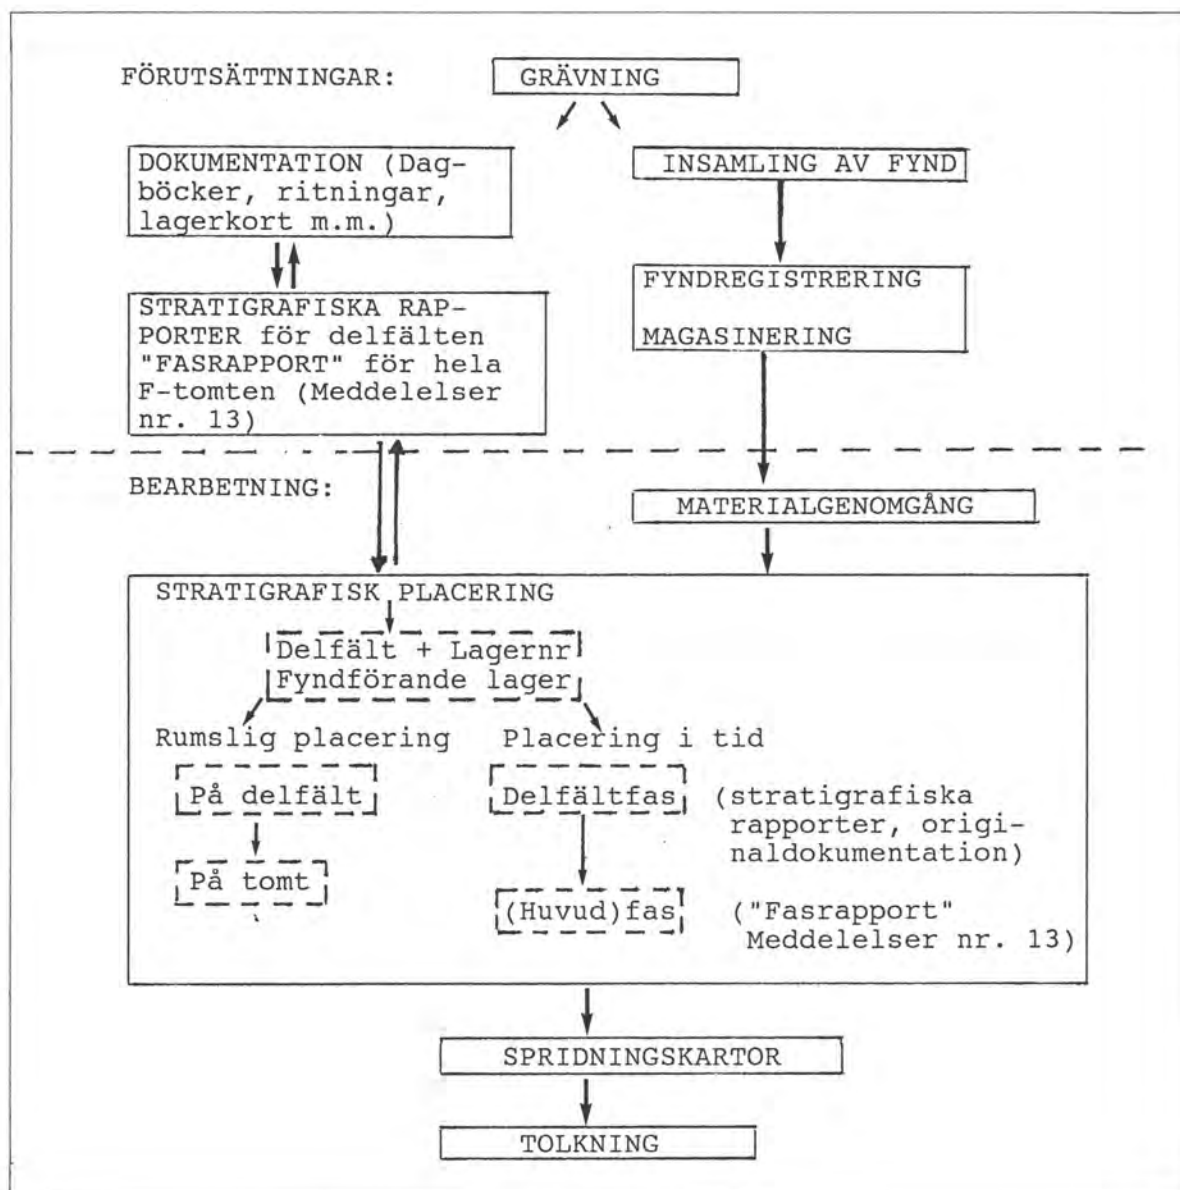 FÖRUTSÄTTNINGAR:
GRÄVNING
DOKUMENTATION (Dag-
böcker, ritningar,
lagerkort m.m.)
INSAMLING AV FYND
STRATIGRAFISKA RAP-
PORTER för delfälten
"FASRAPPORT" för hela
F-tomten (Meddelelser
nr. 13)
FYNDREGISTRERING
MAGASINERING
BEARBETNING:
MATERIALGENOMGÅNG
STRATIGRAFISK PLACERING
Delfält + Lagernr
Fyndförande lager
Rumslig placering
På delfält
På tomt
Placering i tid
Delfältfas
(stratigrafiska
rapporter, origi-
naldokumentation)
(Huvud)fas
("Fasrapport"
Meddelelser nr. 13)
SPRIDNINGSKARTOR
TOLKNING